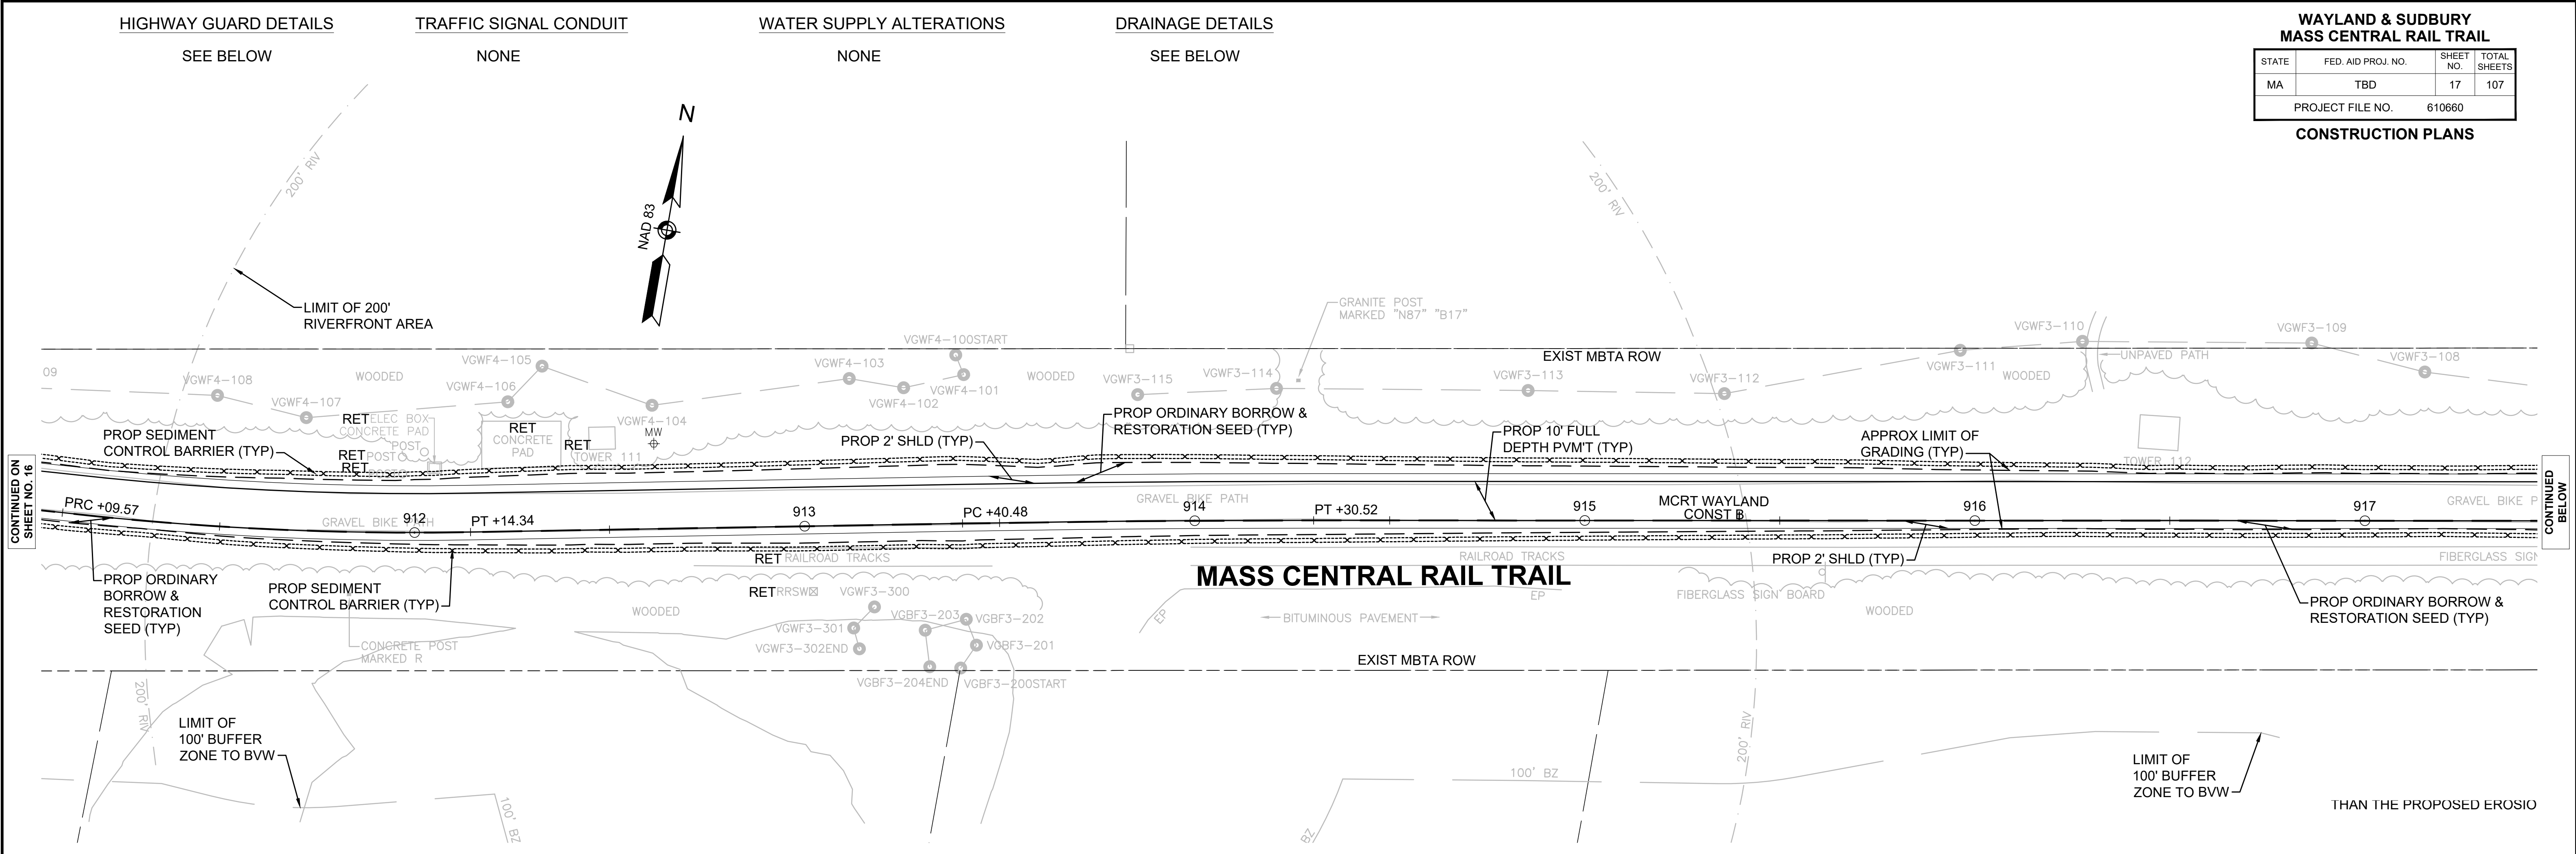 HIGHWAY GUARD DETAILS
SEE BELOW
TRAFFIC SIGNAL CONDUIT
NONE
WATER SUPPLY ALTERATIONS
NONE
DRAINAGE DETAILS
SEE BELOW
WAYLAND & SUDBURY
MASS CENTRAL RAIL TRAIL
STATE FED. AID PROJ. NO. SHEET NO. TOTAL SHEETS
MA TBD 17 107
PROJECT FILE NO. 610660
CONSTRUCTION PLANS
N
NAD 83
200' RIV
200' RIV
LIMIT OF 200'
RIVERFRONT AREA
GRANITE POST
MARKED "N87" "B17"
VGWF3-110
VGWF3-109
VGWF4-100START
VGWF4-105
VGWF4-103
EXIST MBTA ROW
UNPAVED PATH
VGWF3-108
09
VGWF4-108
WOODED
VGWF4-106
VGWF4-101
WOODED
VGWF3-115
VGWF3-114
VGWF3-113
VGWF3-112
VGWF3-111
WOODED
VGWF4-107
VGWF4-102
VGWF4-104
RET ELEC BOX
CONCRETE PAD
RET
CONCRETE
PAD
MW
PROP ORDINARY BORROW &
RESTORATION SEED (TYP)
PROP SEDIMENT
CONTROL BARRIER (TYP)
POST
RET POST
RET
RET
TOWER 111
PROP 2' SHLD (TYP)
PROP 10' FULL
DEPTH PVM'T (TYP)
APPROX LIMIT OF
GRADING (TYP)
TOWER 112
CONTINUED ON
SHEET NO. 16
CONTINUED
BELOW
PRC +09.57
GRAVEL BIKE PATH
912
PT +14.34
913
PC +40.48
GRAVEL BIKE PATH
914
PT +30.52
915
MCRT WAYLAND
CONST B
916
917
GRAVEL BIKE P
RET RAILROAD TRACKS
RAILROAD TRACKS
PROP 2' SHLD (TYP)
FIBERGLASS SIGN
MASS CENTRAL RAIL TRAIL
PROP ORDINARY
BORROW &
RESTORATION
SEED (TYP)
PROP SEDIMENT
CONTROL BARRIER (TYP)
RET RRSW
VGWF3-300
WOODED
VGBF3-203
VGBF3-202
VGWF3-301
VGWF3-302END
VGBF3-201
EP
BITUMINOUS PAVEMENT
EP
FIBERGLASS SIGN BOARD
WOODED
PROP ORDINARY BORROW &
RESTORATION SEED (TYP)
CONCRETE POST
MARKED R
VGBF3-204END
VGBF3-200START
EXIST MBTA ROW
200' RIV
200' RIV
LIMIT OF
100' BUFFER
ZONE TO BVW
100' BZ
BZ
100' BZ
LIMIT OF
100' BUFFER
ZONE TO BVW
THAN THE PROPOSED EROSIO